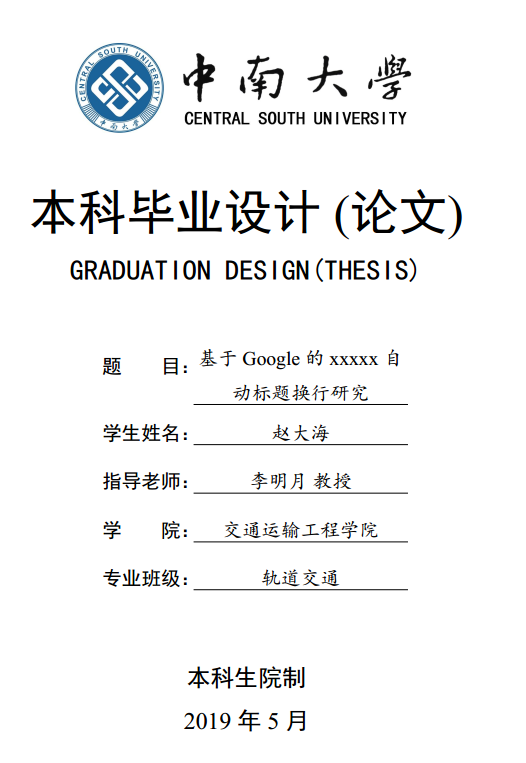 CENTRAL SOUTH UNIVERSITY
中南大学
中南大學
CENTRAL SOUTH UNIVERSITY
本科毕业设计 (论文)
GRADUATION DESIGN(THESIS)
题 目: 基于 Google 的 xxxxx 自
动标题换行研究
学生姓名: 赵大海
指导老师: 李明月 教授
学 院: 交通运输工程学院
专业班级: 轨道交通
本科生院制
2019 年 5 月